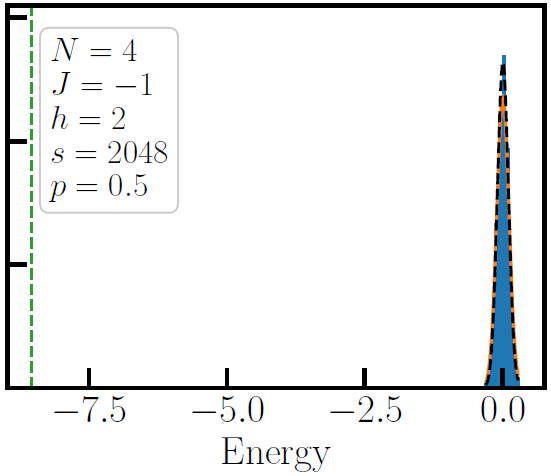 N = 4
J = −1
h = 2
s = 2048
p = 0.5
−7.5 −5.0 −2.5 0.0
Energy